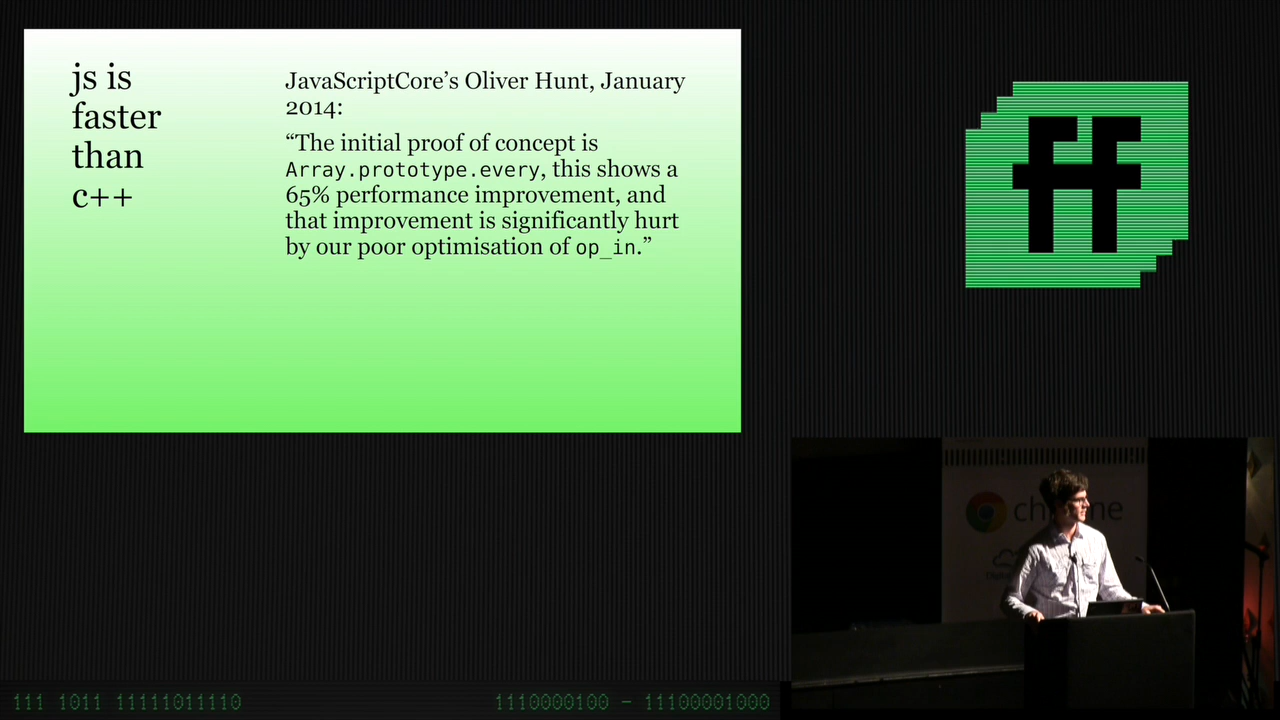 js is
faster
than
c++
JavaScriptCore’s Oliver Hunt, January
2014:
“The initial proof of concept is
Array.prototype.every, this shows a
65% performance improvement, and
that improvement is significantly hurt
by our poor optimisation of op_in.”
ff
111 1011 11111011110
1110000100 - 11100001000